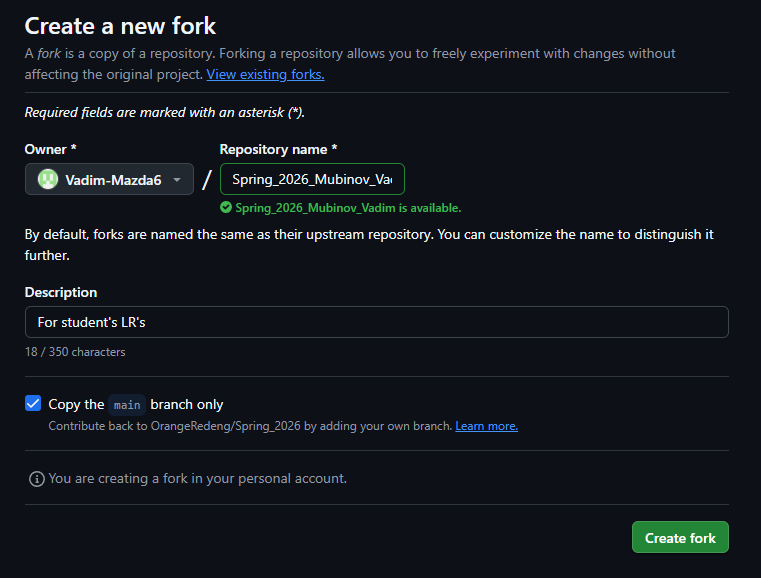 Create a new fork
A fork is a copy of a repository. Forking a repository allows you to freely experiment with changes without
affecting the original project. View existing forks.
Required fields are marked with an asterisk (*).
Owner *
Repository name *
Vadim-Mazda6
/
Spring_2026_Mubinov_Va
Spring_2026_Mubinov_Vadim is available.
By default, forks are named the same as their upstream repository. You can customize the name to distinguish it
further.
Description
For student's LR's
18 / 350 characters
Copy the main branch only
Contribute back to OrangeRedeng/Spring_2026 by adding your own branch. Learn more.
You are creating a fork in your personal account.
Create fork